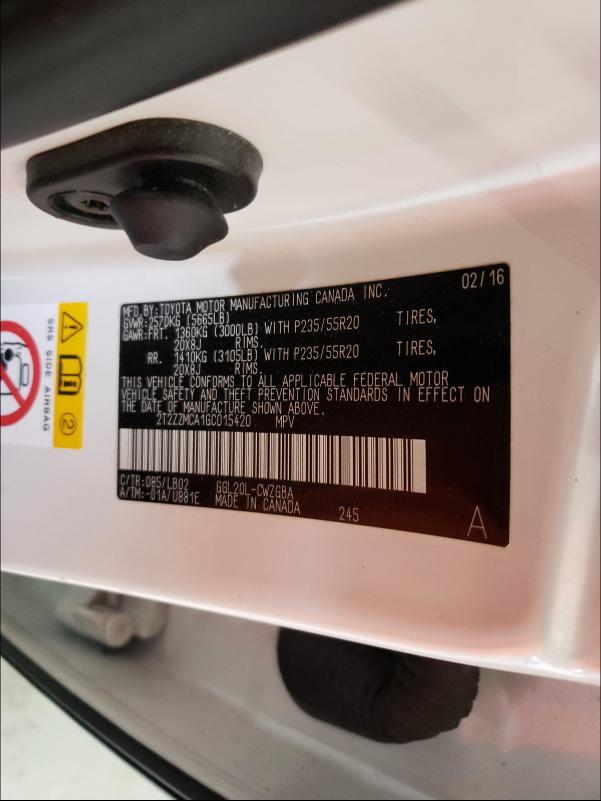 02/16
MFD.BY:TOYOTA MOTOR MANUFACTURING CANADA INC.
GVWR:2570KG (5665LB)
GAWR:FRT. 1360KG (3000LB) WITH P235/55R20 TIRES,
20X8J RIMS.
RR. 1410KG (3105LB) WITH P235/55R20 TIRES,
20X8J RIMS.
THIS VEHICLE CONFORMS TO ALL APPLICABLE FEDERAL MOTOR
VEHICLE SAFETY AND THEFT PREVENTION STANDARDS IN EFFECT ON
THE DATE OF MANUFACTURE SHOWN ABOVE.
2T2ZZMCA1GC015420 MPV
C/TR:085/LB02 GGL20L-CWZGBA
A/TM:-01A/U881E MADE IN CANADA 245
A
SRS SIDE AIRBAG
2